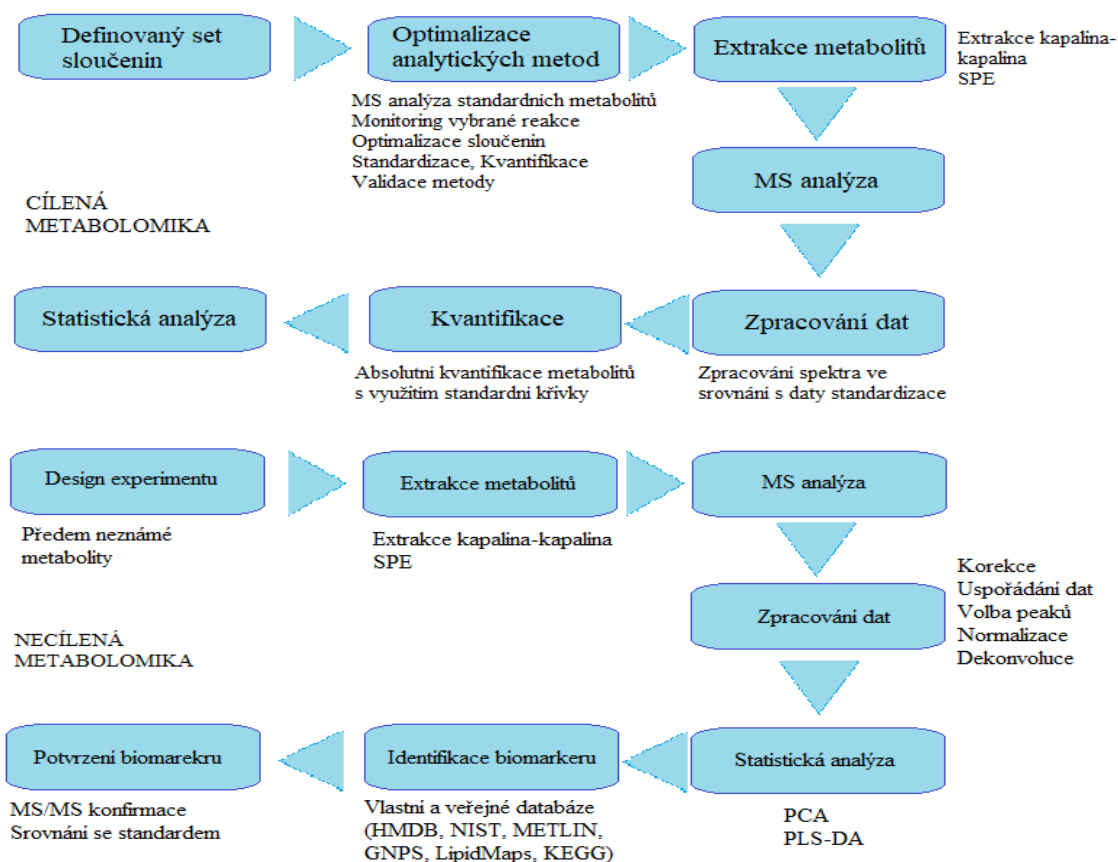 Definovaný set
sloučenin
Optimalizace
analytických metod
Extrakce metabolitů
Extrakce kapalina-
kapalina
SPE
MS analýza standardních metabolitů
Monitoring vybrané reakce
Optimalizace sloučenin
Standardizace, Kvantifikace
Validace metody
MS analýza
CÍLENÁ
METABOLOMIKA
Statistická analýza
Kvantifikace
Zpracování dat
Absolutní kvantifikace metabolitů
s využitím standardní křivky
Zpracování spektra ve
srovnání s daty standardizace
Design experimentu
Extrakce metabolitů
MS analýza
Předem neznámé
metabolity
Extrakce kapalina-kapalina
SPE
Zpracování dat
Korekce
Uspořádání dat
Volba peaků
Normalizace
Dekonvoluce
NECÍLENÁ
METABOLOMIKA
Potvrzení biomarekru
Identifikace biomarkeru
Statistická analýza
MS/MS konfirmace
Srovnání se standardem
Vlastní a veřejné databáze
(HMDB, NIST, METLIN,
GNPS, LipidMaps, KEGG)
PCA
PLS-DA